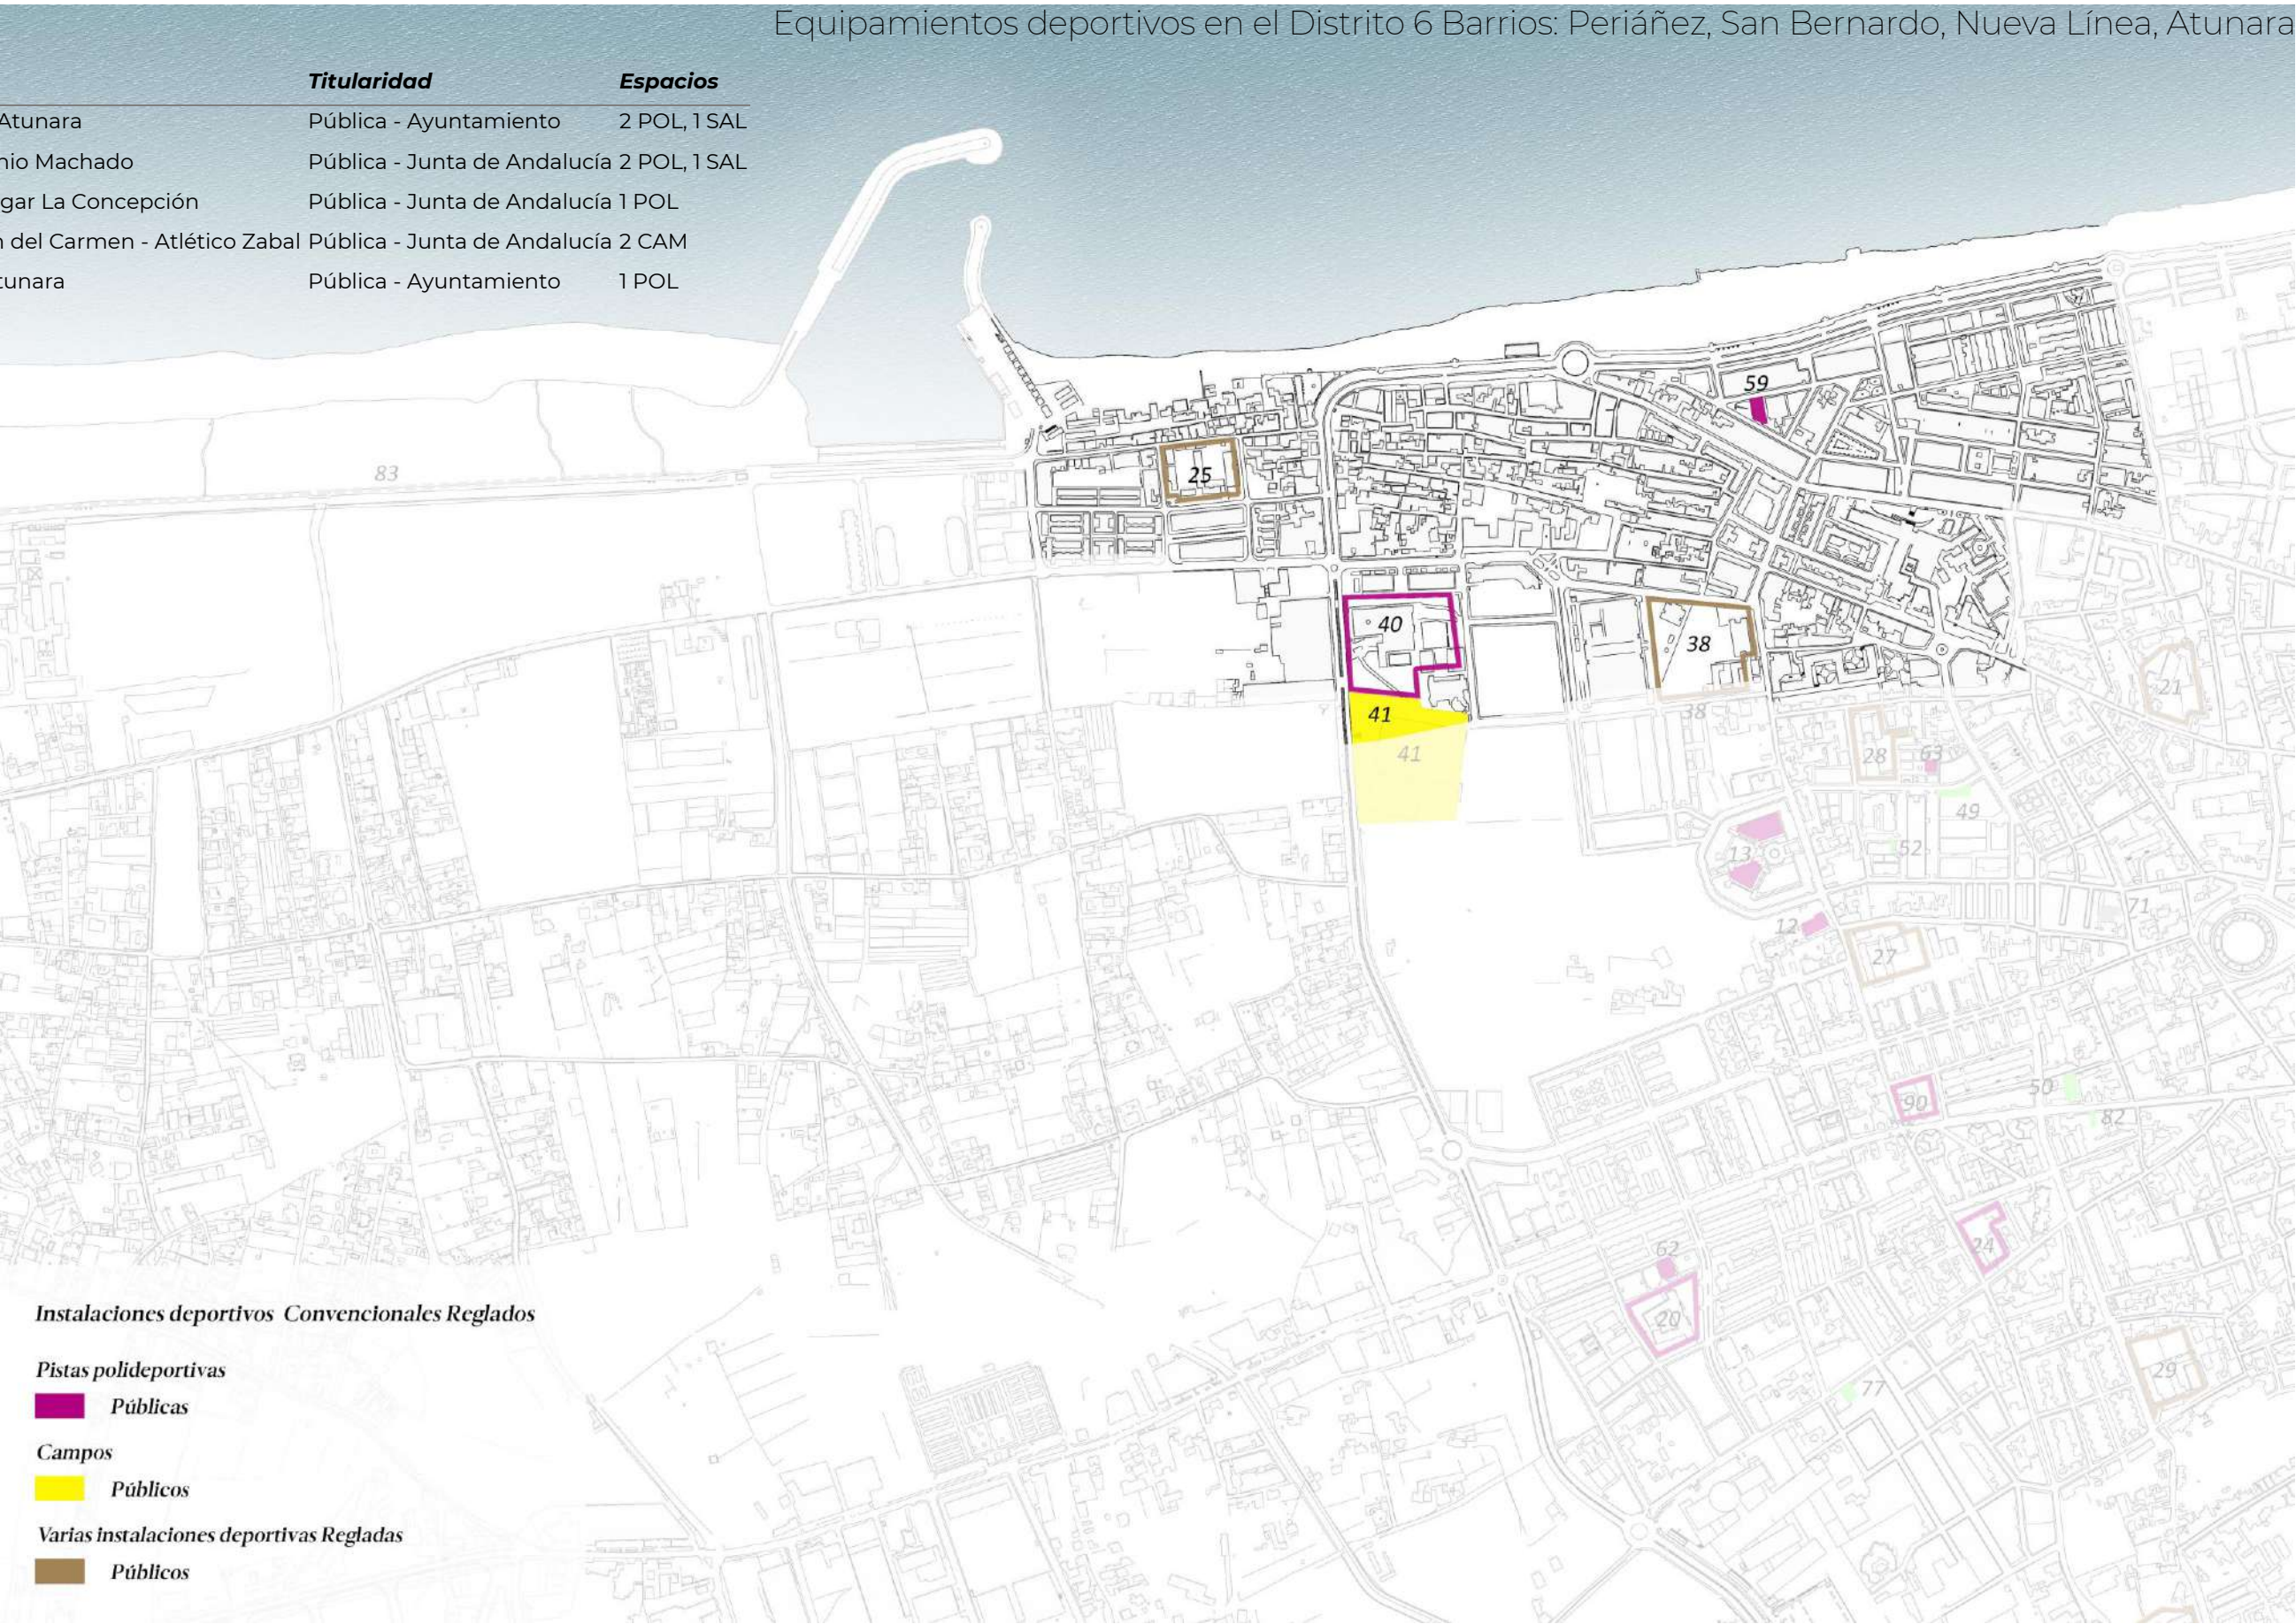 Equipamientos deportivos en el Distrito 6 Barrios: Periáñez, San Bernardo, Nueva Línea, Atunara
Titularidad Espacios
Atunara Pública - Ayuntamiento 2 POL, 1 SAL
nio Machado Pública - Junta de Andalucía 2 POL, 1 SAL
gar La Concepción Pública - Junta de Andalucía 1 POL
del Carmen - Atlético Zabal Pública - Junta de Andalucía 2 CAM
tunara Pública - Ayuntamiento 1 POL
59
83
25
40
38
41
38
21
41
28
63
49
13
52
71
12
27
90
50
82
62
24
20
29
77
Instalaciones deportivos Convencionales Reglados
Pistas polideportivas
Públicas
Campos
Públicos
Varias instalaciones deportivas Regladas
Públicos